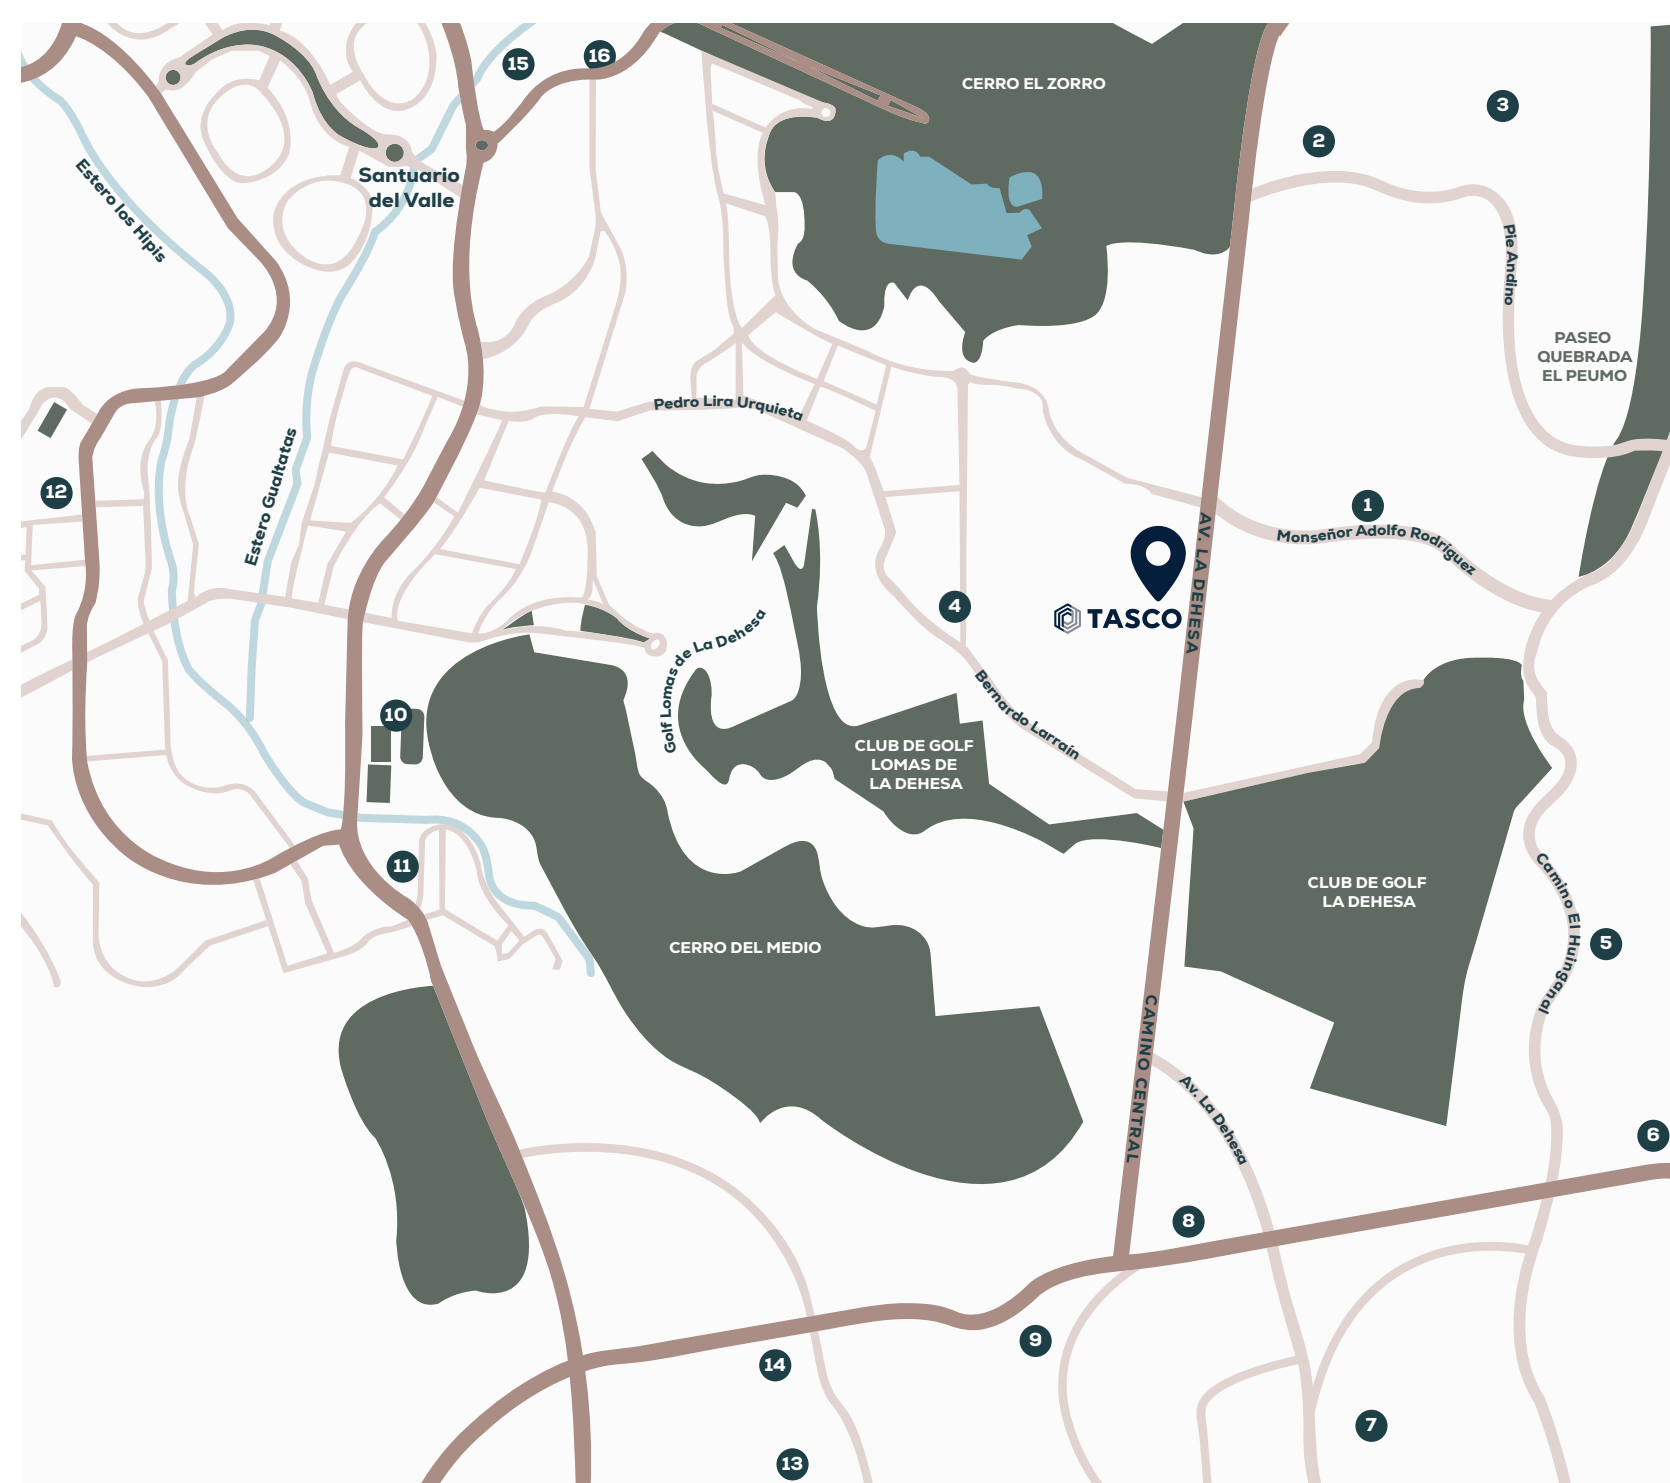 16
15
CERRO EL ZORRO
3
2
Estero los Hipis
Santuario
del Valle
Pie Andino
PASEO
QUEBRADA
EL PEUMO
Pedro Lira Urquieta
12
Estero Gualtatas
1
Monseñor Adolfo Rodríguez
AV. LA DEHESA
4
TASCO
Golf Lomas de La Dehesa
Bernardo Larraín
10
CLUB DE GOLF
LOMAS DE
LA DEHESA
11
CLUB DE GOLF
LA DEHESA
Camino El Huinganal
5
CERRO DEL MEDIO
CAMINO CENTRAL
Av. La Dehesa
6
8
9
14
7
13